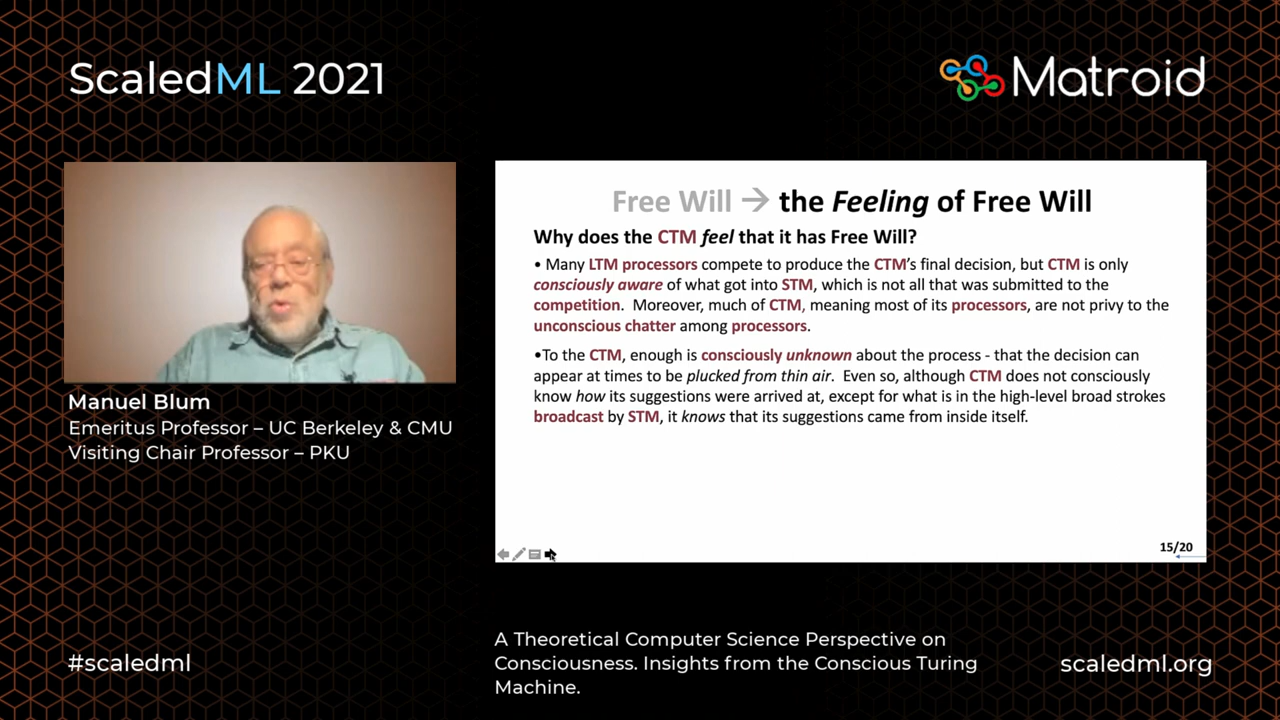 ScaledML 2021
Matroid
Free Will → the Feeling of Free Will
Why does the CTM feel that it has Free Will?
• Many LTM processors compete to produce the CTM's final decision, but CTM is only
consciously aware of what got into STM, which is not all that was submitted to the
competition. Moreover, much of CTM, meaning most of its processors, are not privy to the
unconscious chatter among processors.
•To the CTM, enough is consciously unknown about the process - that the decision can
appear at times to be plucked from thin air. Even so, although CTM does not consciously
know how its suggestions were arrived at, except for what is in the high-level broad strokes
broadcast by STM, it knows that its suggestions came from inside itself.
15/20
Manuel Blum
Emeritus Professor – UC Berkeley & CMU
Visiting Chair Professor – PKU
#scaledml
A Theoretical Computer Science Perspective on
Consciousness. Insights from the Conscious Turing
Machine.
scaledml.org